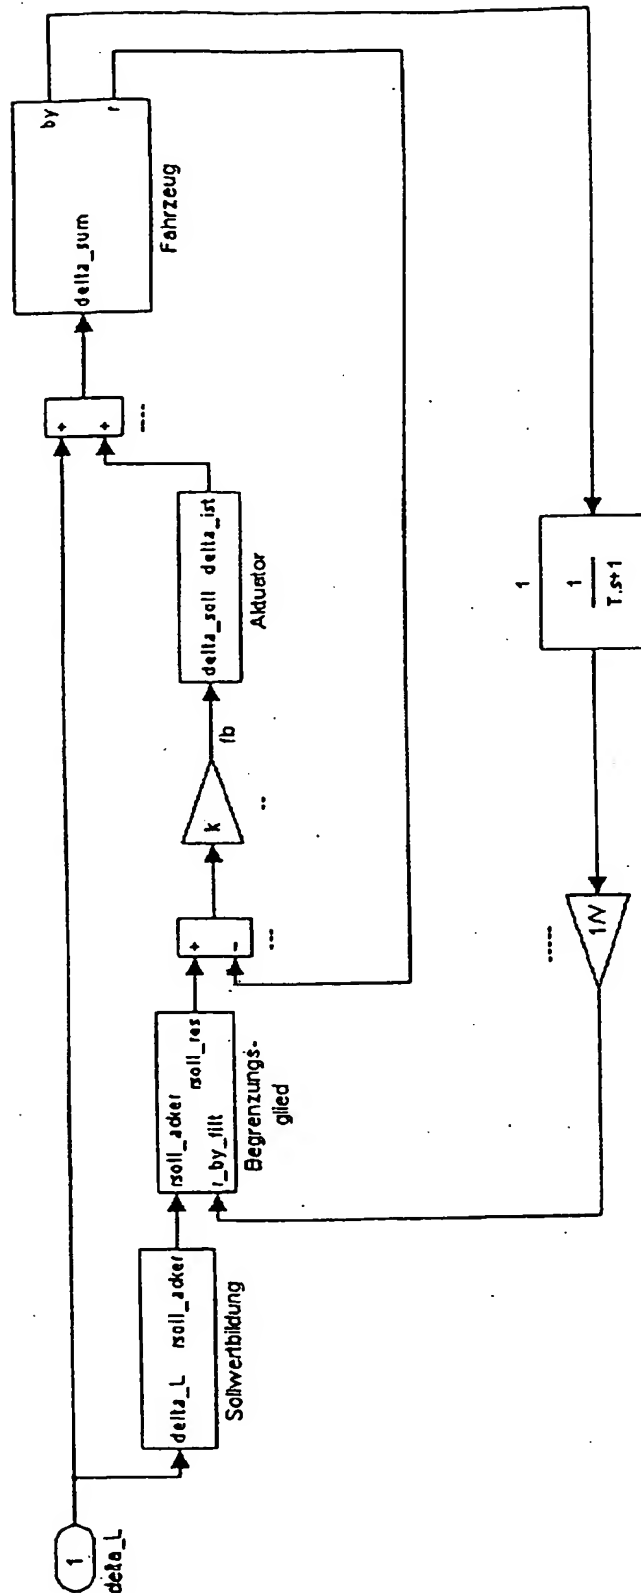 1
delta_L
delta_L rsoll_acker
Sollwertbildung
rsoll_acker
rsoll_res
r_by_filt
Begrenzungs-
glied
+
-
---
k
--
fb
delta_soll delta_ist
Aktuator
+
+
----
delta_sum
by
r
Fahrzeug
1
1
T.s+1
1/V
-----